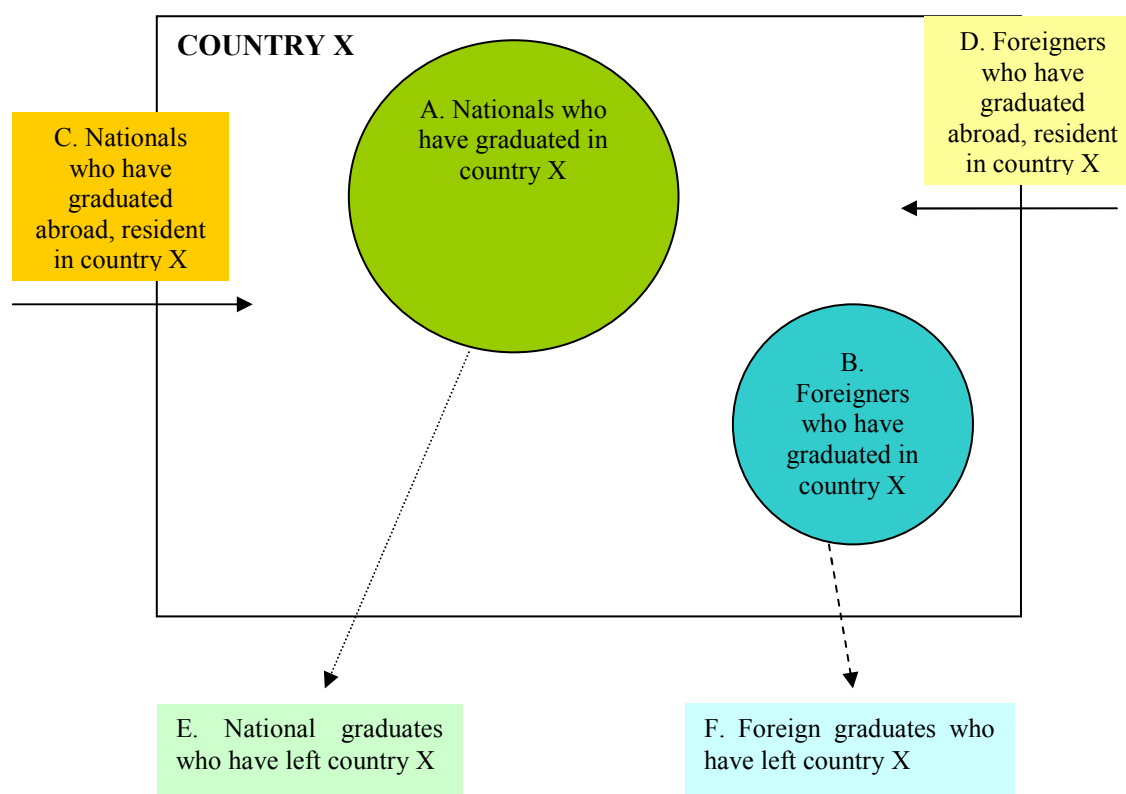 COUNTRY X
A. Nationals who
have graduated in
country X
D. Foreigners
who have
graduated
abroad, resident
in country X
C. Nationals
who have
graduated
abroad, resident
in country X
B.
Foreigners
who have
graduated in
country X
E. National graduates
who have left country X
F. Foreign graduates who
have left country X